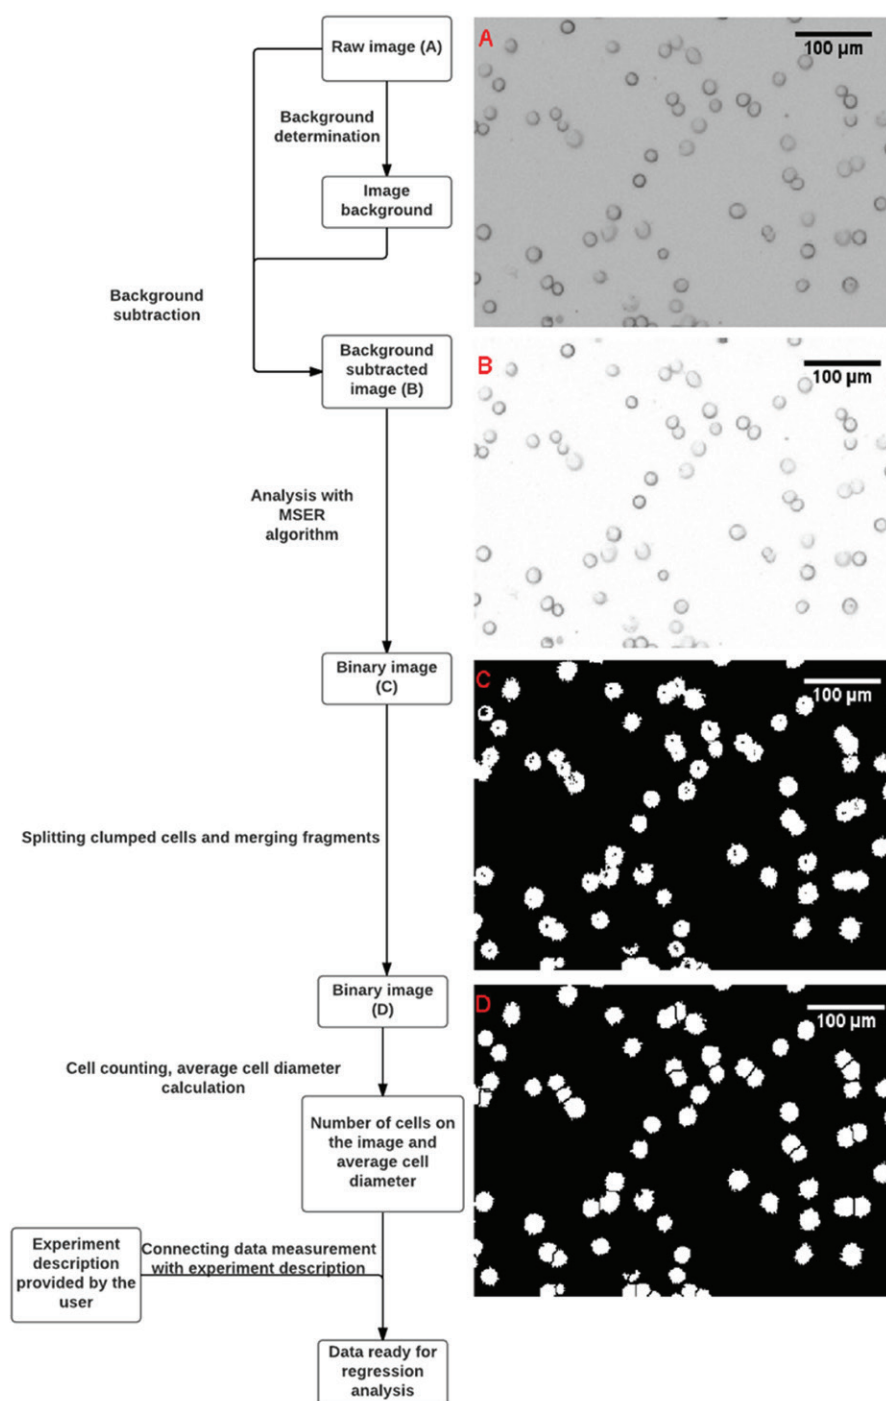 Raw image (A)
Background
determination
Image
background
Background
subtraction
Background
subtracted
image (B)
Analysis with
MSER
algorithm
Binary image
(C)
Splitting clumped cells and merging fragments
Binary image
(D)
Cell counting, average cell diameter
calculation
Number of cells on
the image and
average cell
diameter
Experiment
description
provided by the
user
Connecting data measurement
with experiment description
Data ready for
regression
analysis
A
100 µm
B
100 µm
C
100 µm
D
100 µm